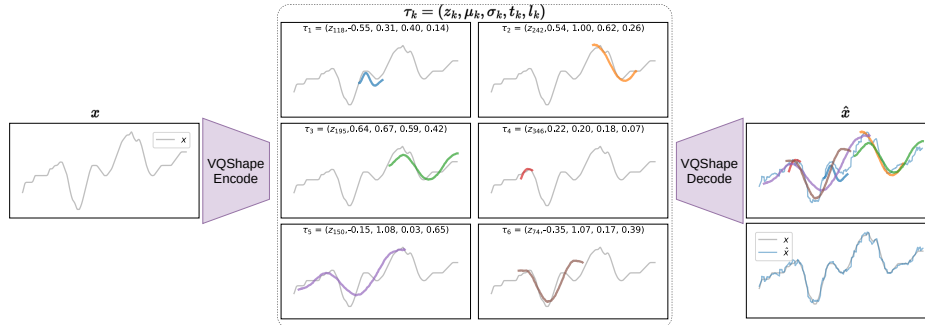 τₖ = (zₖ, μₖ, σₖ, tₖ, lₖ)
τ₁ = (z₁₁₈,-0.55, 0.31, 0.40, 0.14)
τ₂ = (z₂₄₂,0.54, 1.00, 0.62, 0.26)
x
x̂
x
VQShape
Encode
τ₃ = (z₁₉₅,0.64, 0.67, 0.59, 0.42)
τ₄ = (z₃₄₆,0.22, 0.20, 0.18, 0.07)
VQShape
Decode
τ₅ = (z₁₅₀,-0.15, 1.08, 0.03, 0.65)
τ₆ = (z₇₄,-0.35, 1.07, 0.17, 0.39)
x
x̂